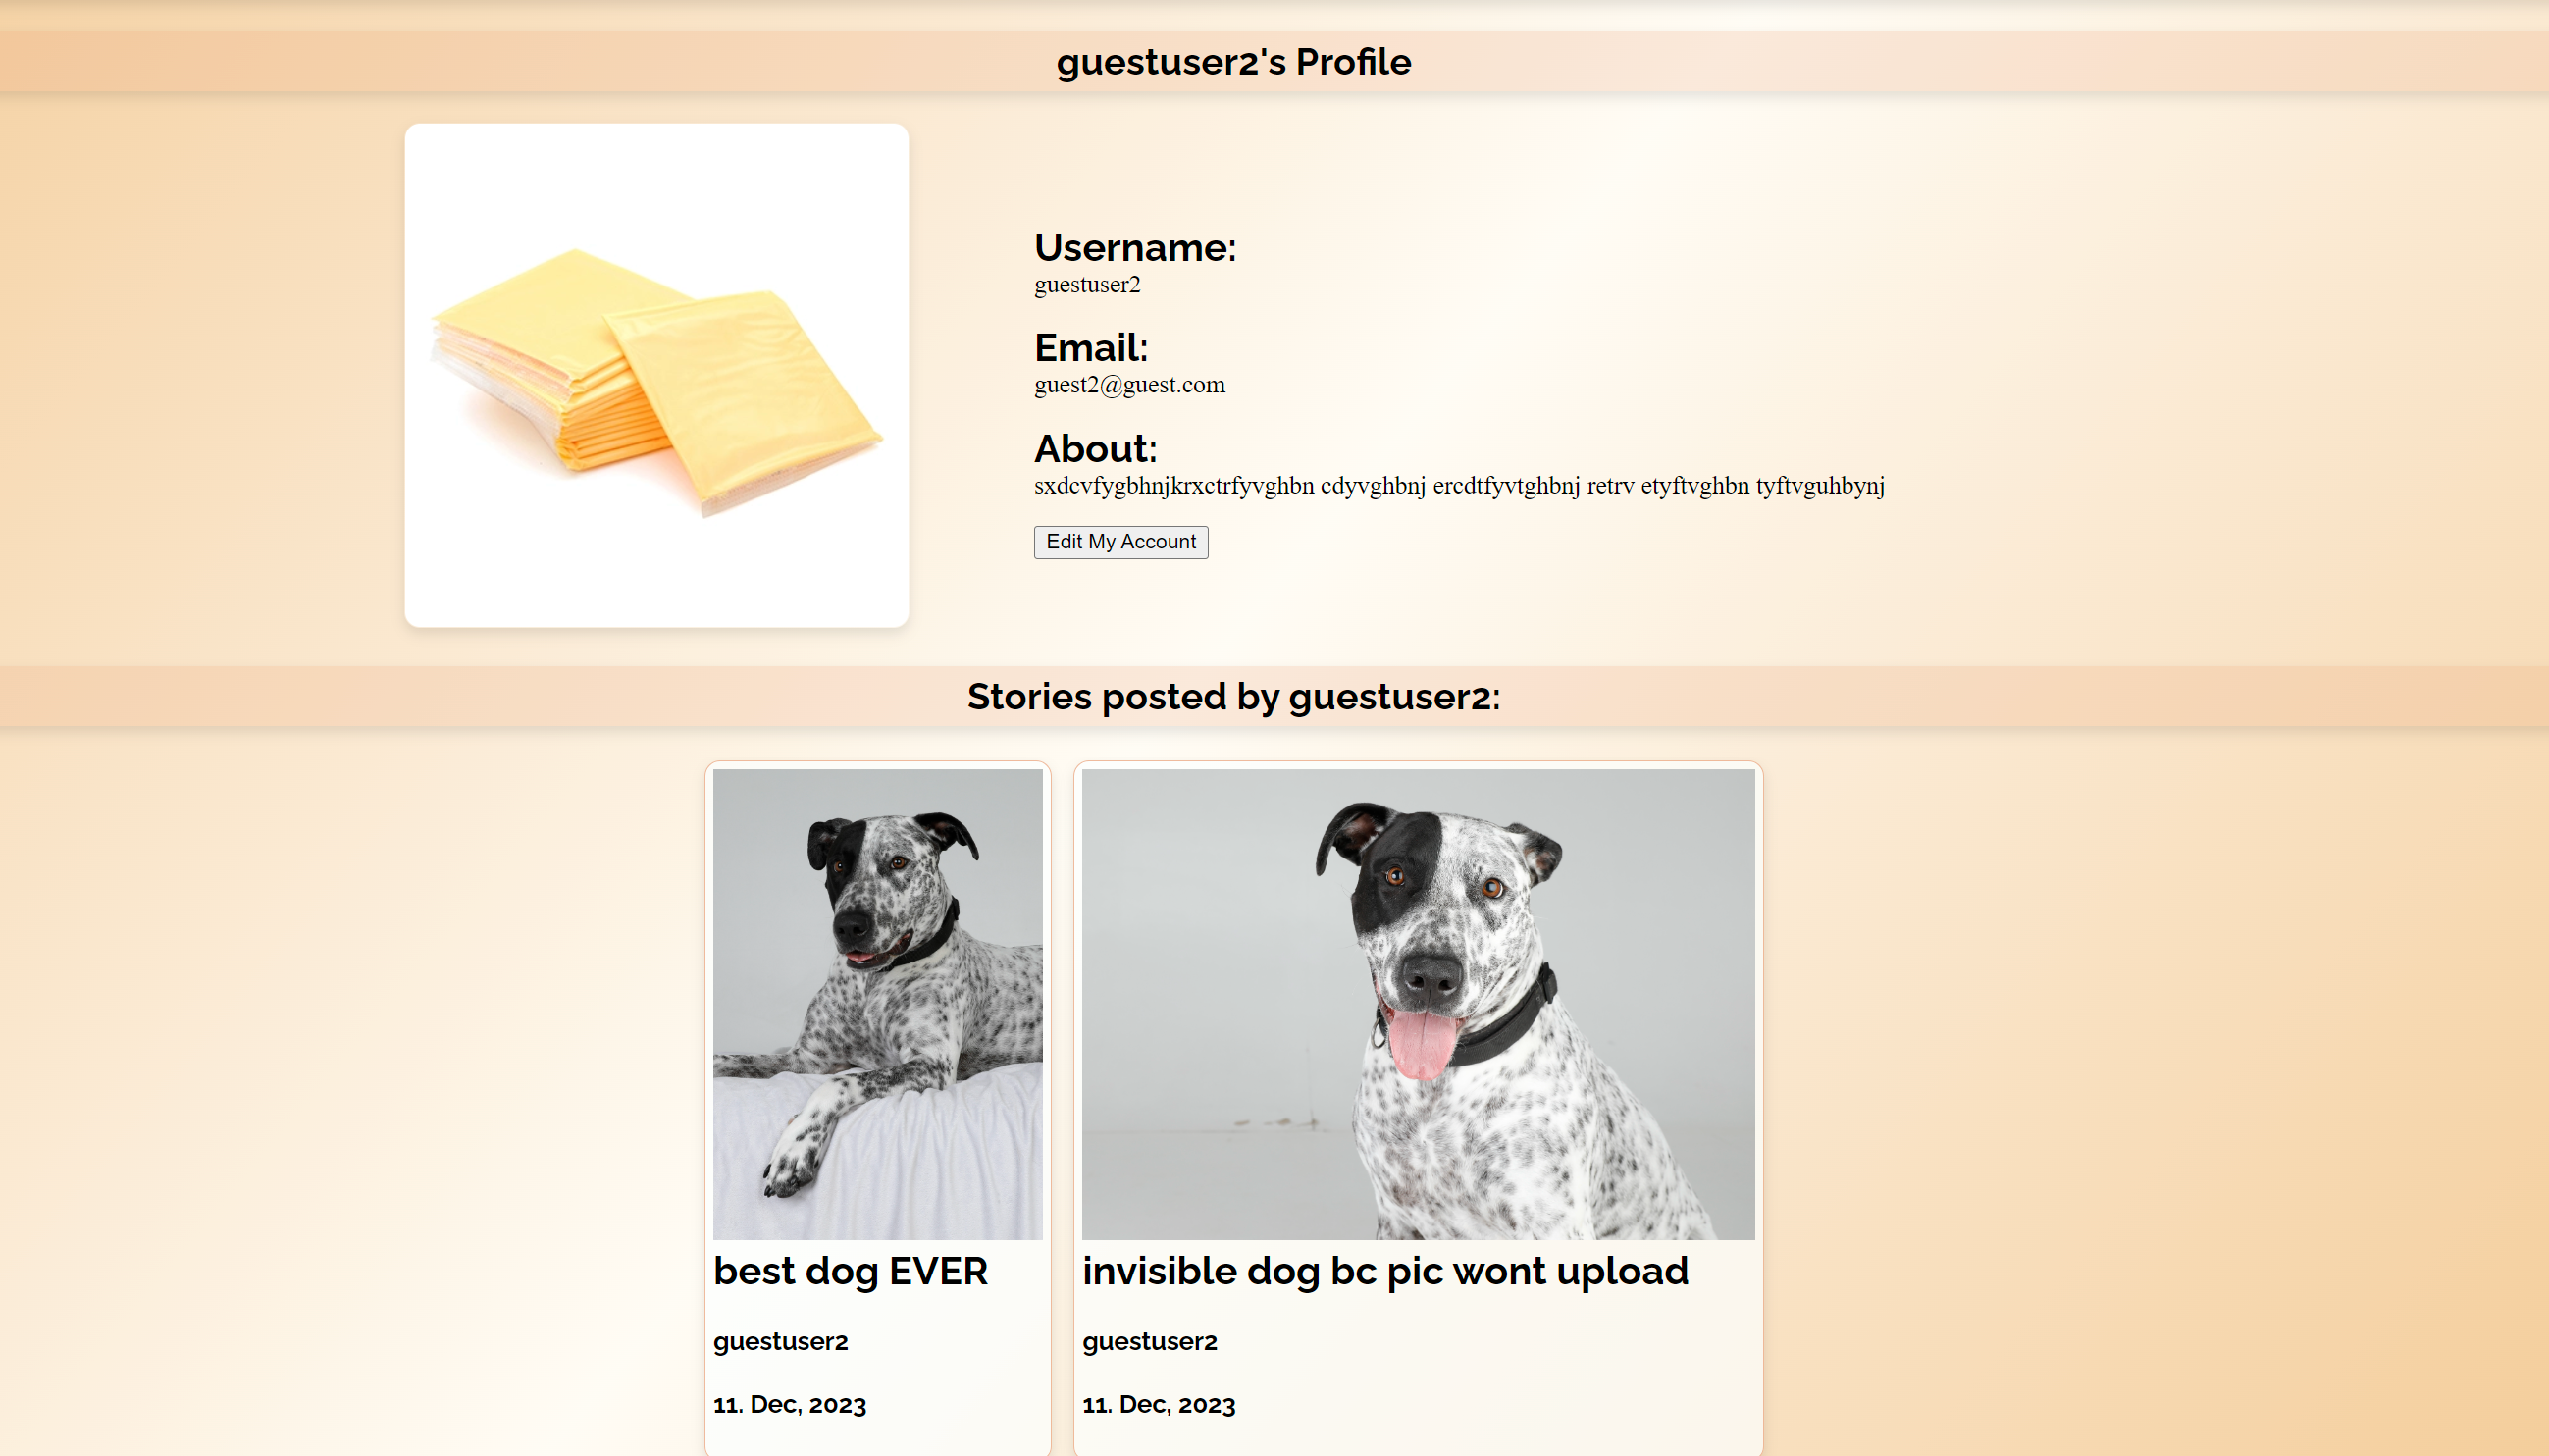 guestuser2's Profile
Username:
guestuser2
Email:
guest2@guest.com
About:
sxdcvfygbhnjkrxctrfyvghbn cdyvghbnj ercdtfyvtghbnj retrv etyftvghbn tyftvguhbynj
Edit My Account
Stories posted by guestuser2:
best dog EVER
guestuser2
11. Dec, 2023
invisible dog bc pic wont upload
guestuser2
11. Dec, 2023